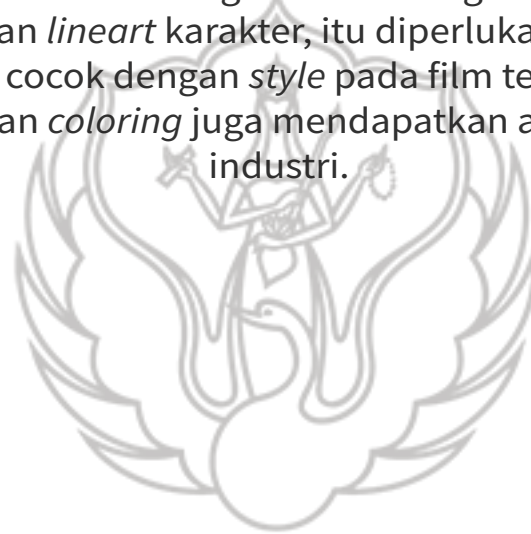 an lineart karakter, itu diperluka
cocok dengan style pada film te
an coloring juga mendapatkan a
industri.